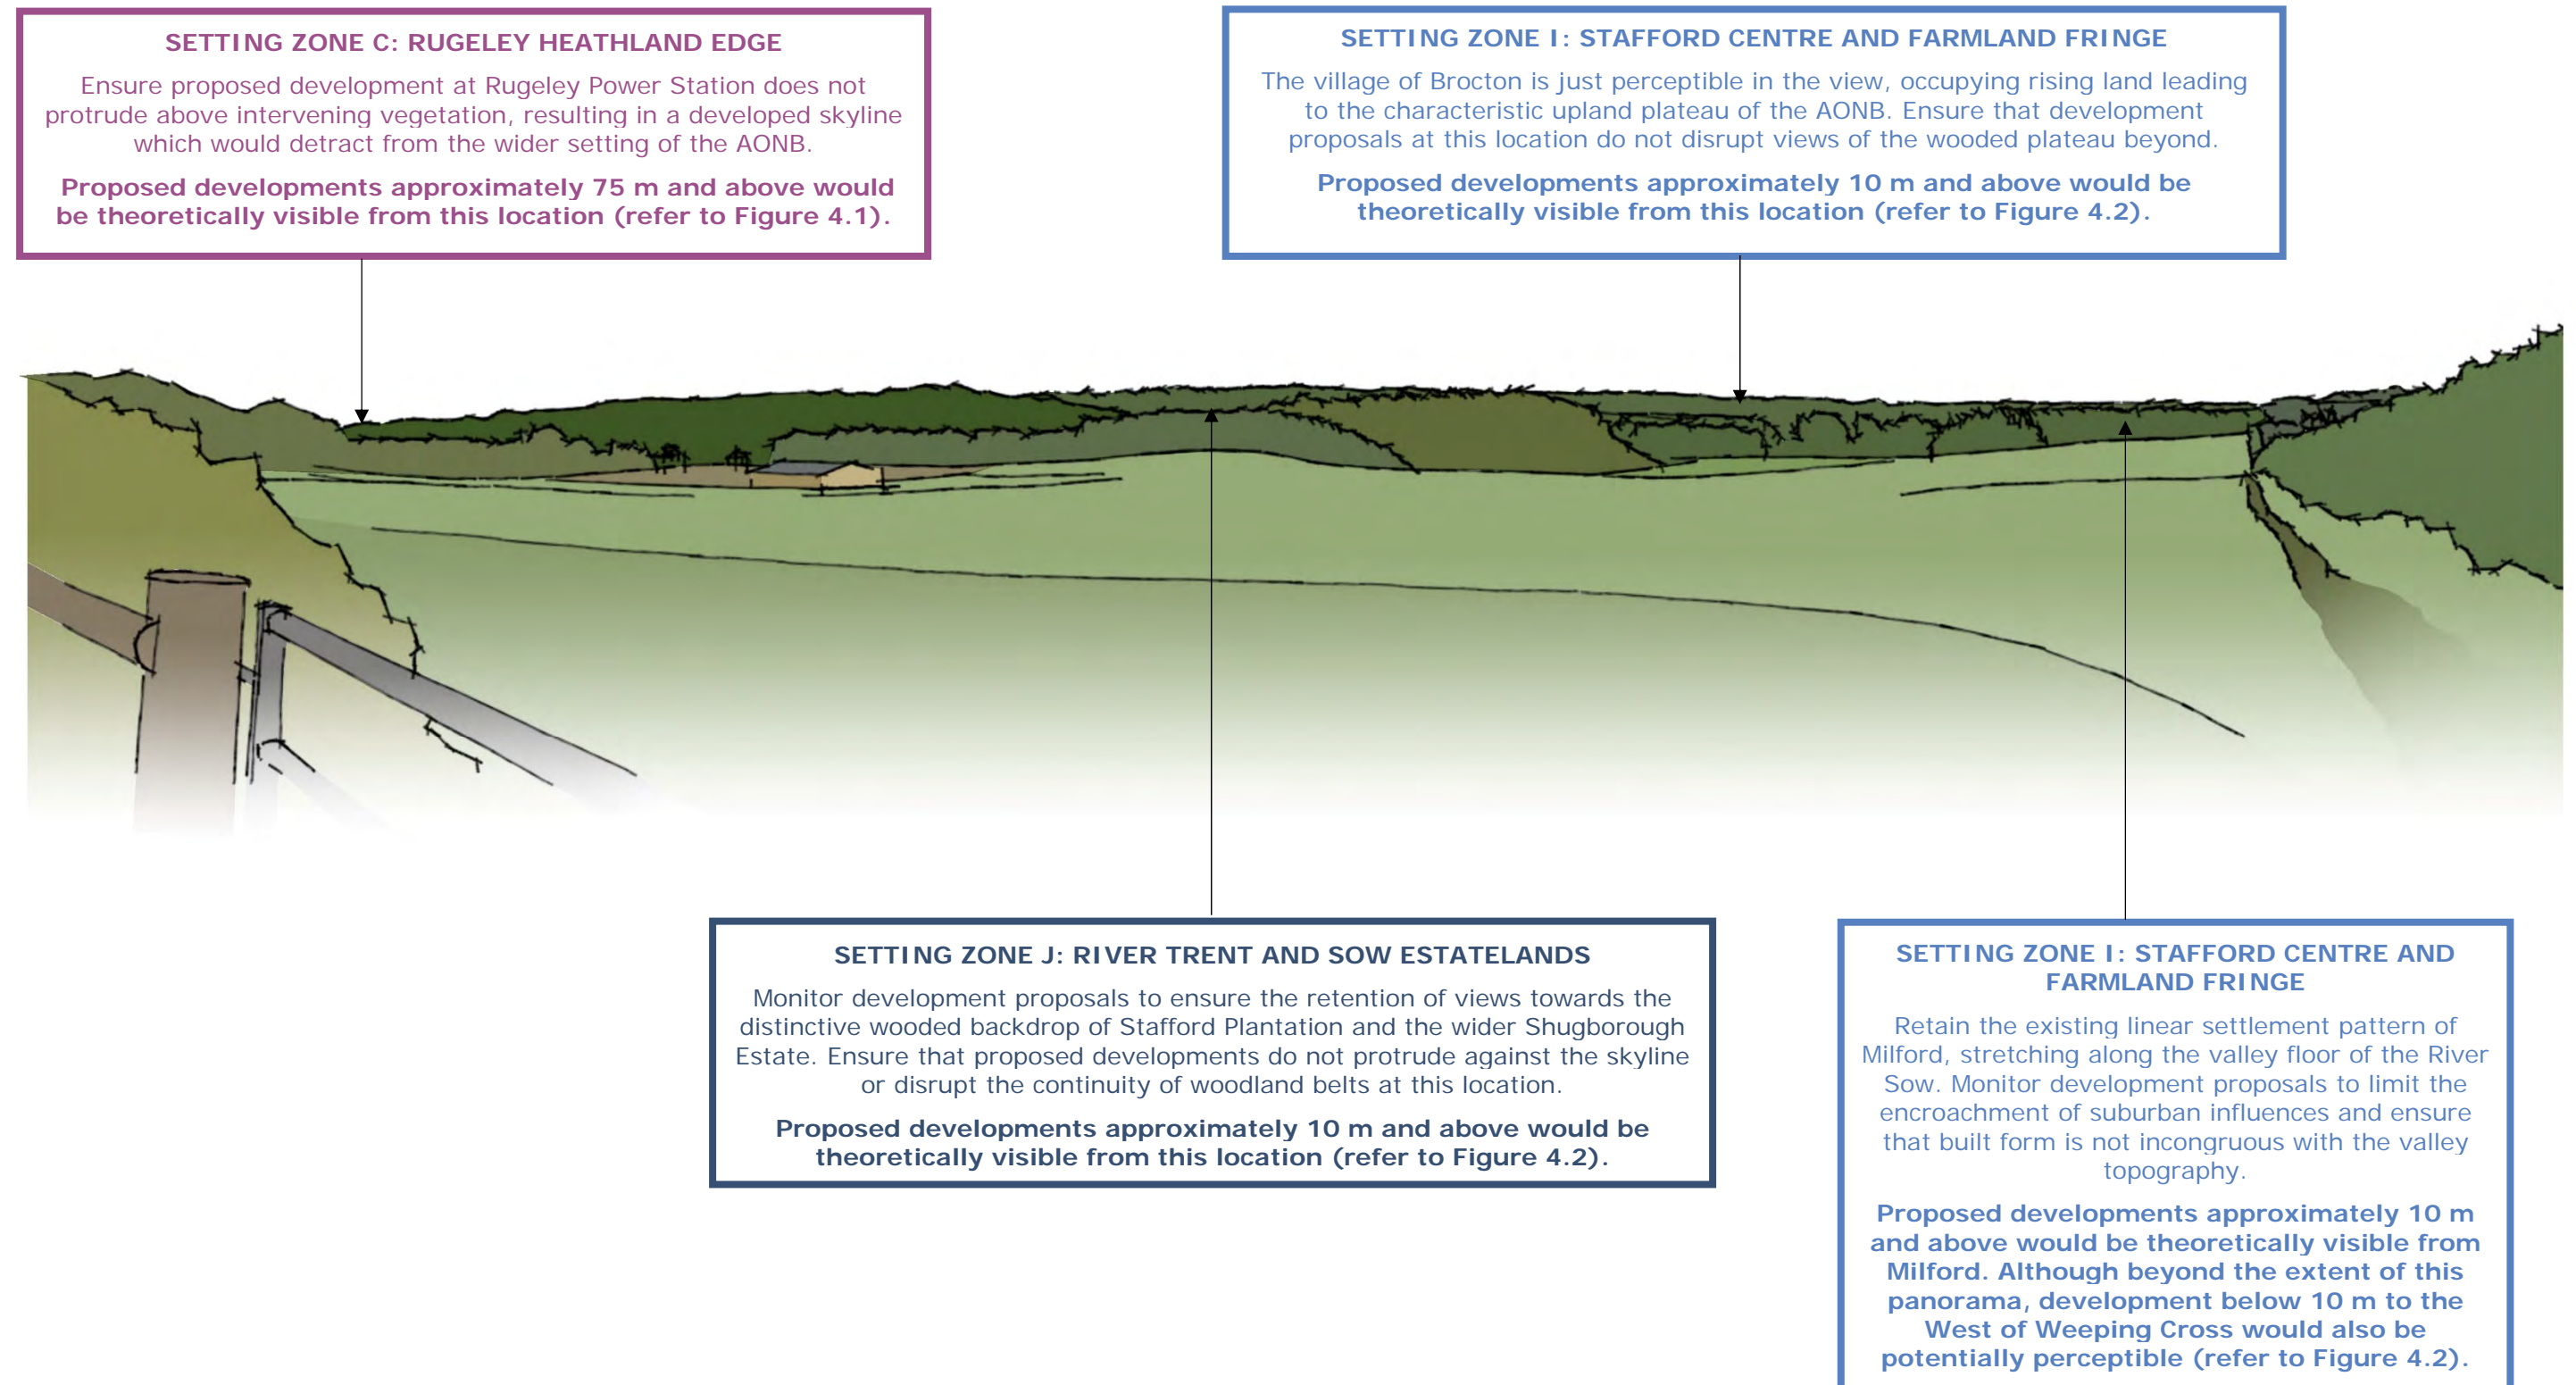 SETTING ZONE C: RUGELEY HEATHLAND EDGE
Ensure proposed development at Rugeley Power Station does not
protrude above intervening vegetation, resulting in a developed skyline
which would detract from the wider setting of the AONB.
Proposed developments approximately 75 m and above would
be theoretically visible from this location (refer to Figure 4.1).
SETTING ZONE I: STAFFORD CENTRE AND FARMLAND FRINGE
The village of Brocton is just perceptible in the view, occupying rising land leading
to the characteristic upland plateau of the AONB. Ensure that development
proposals at this location do not disrupt views of the wooded plateau beyond.
Proposed developments approximately 10 m and above would be
theoretically visible from this location (refer to Figure 4.2).
SETTING ZONE J: RIVER TRENT AND SOW ESTATELANDS
Monitor development proposals to ensure the retention of views towards the
distinctive wooded backdrop of Stafford Plantation and the wider Shugborough
Estate. Ensure that proposed developments do not protrude against the skyline
or disrupt the continuity of woodland belts at this location.
Proposed developments approximately 10 m and above would be
theoretically visible from this location (refer to Figure 4.2).
SETTING ZONE I: STAFFORD CENTRE AND
FARMLAND FRINGE
Retain the existing linear settlement pattern of
Milford, stretching along the valley floor of the River
Sow. Monitor development proposals to limit the
encroachment of suburban influences and ensure
that built form is not incongruous with the valley
topography.
Proposed developments approximately 10 m
and above would be theoretically visible from
Milford. Although beyond the extent of this
panorama, development below 10 m to the
West of Weeping Cross would also be
potentially perceptible (refer to Figure 4.2).